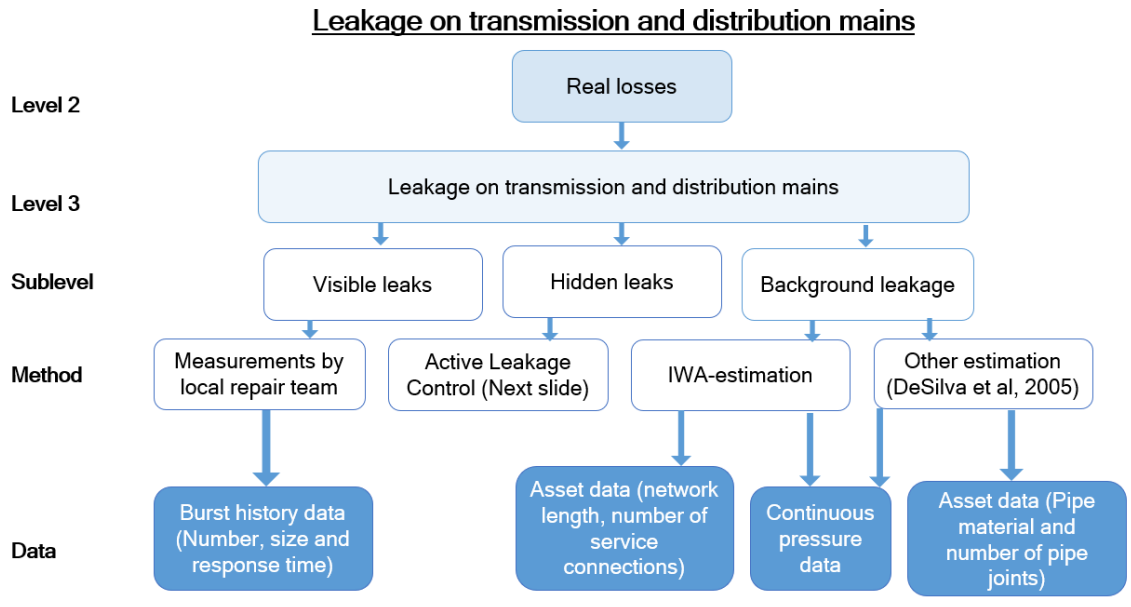 Leakage on transmission and distribution mains
Level 2
Real losses
Level 3
Leakage on transmission and distribution mains
Sublevel
Visible leaks
Hidden leaks
Background leakage
Method
Measurements by
local repair team
Active Leakage
Control (Next slide)
IWA-estimation
Other estimation
(DeSilva et al, 2005)
Data
Burst history data
(Number, size and
response time)
Asset data (network
length, number of
service
connections)
Continuous
pressure
data
Asset data (Pipe
material and
number of pipe
joints)